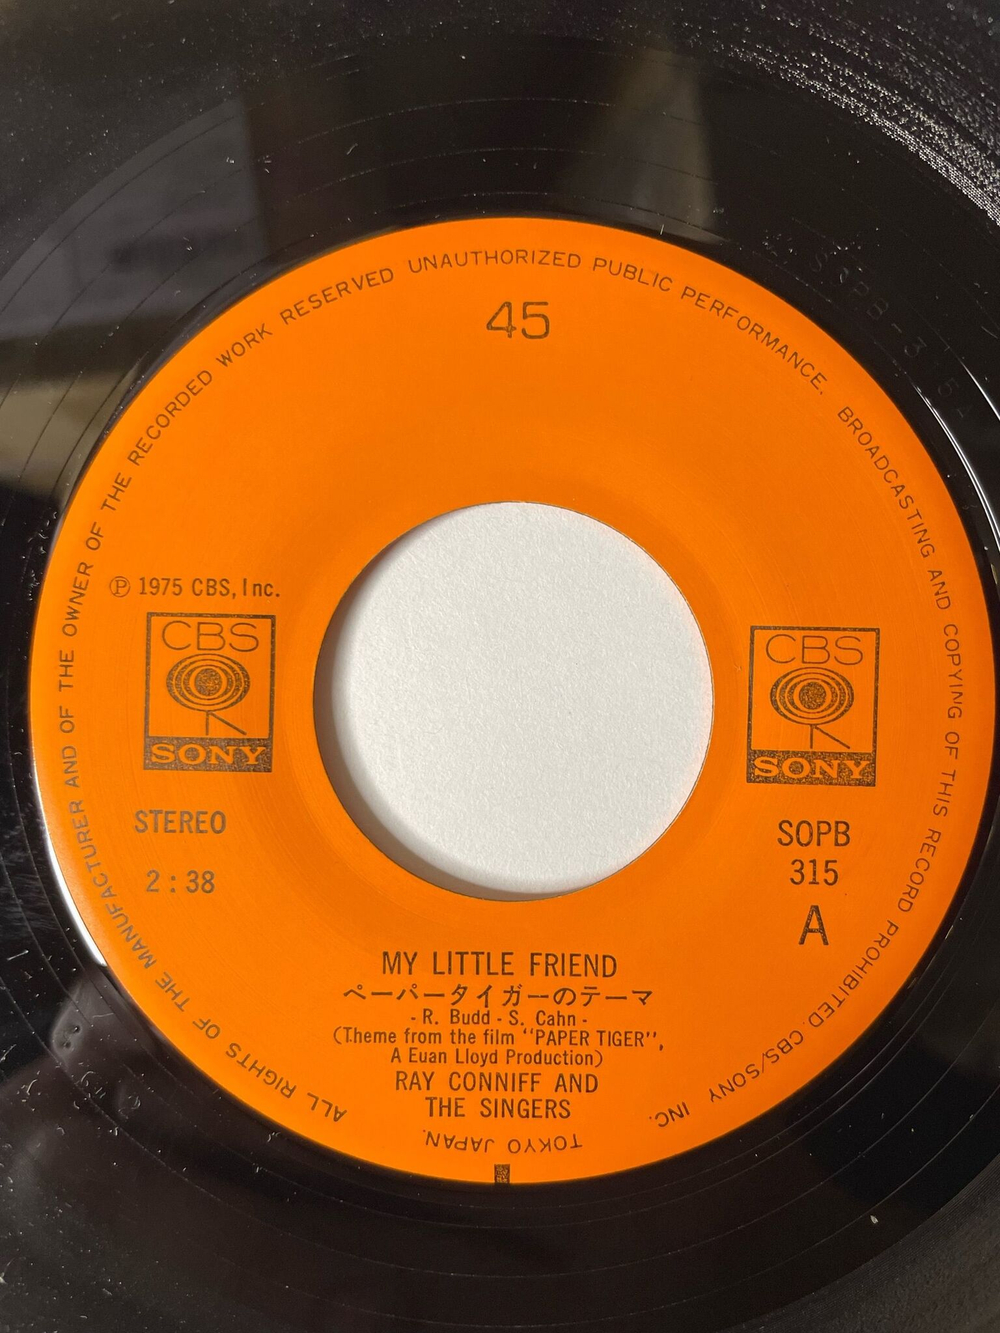 ALL RIGHTS OF THE MANUFACTURER AND OF THE OWNER OF THE RECORDED WORK RESERVED UNAUTHORIZED PUBLIC PERFORMANCE. BROADCASTING AND COPYING OF THIS RECORD PROHIBITED. CBS/SONY INC.
TOKYO JAPAN.
45
Ⓟ 1975 CBS, Inc.
CBS
SONY
CBS
SONY
STEREO
2:38
SOPB
315
A
MY LITTLE FRIEND
ペーパータイガーのテーマ
- R. Budd - S. Cahn -
(Theme from the film "PAPER TIGER",
A Euan Lloyd Production)
RAY CONNIFF AND
THE SINGERS